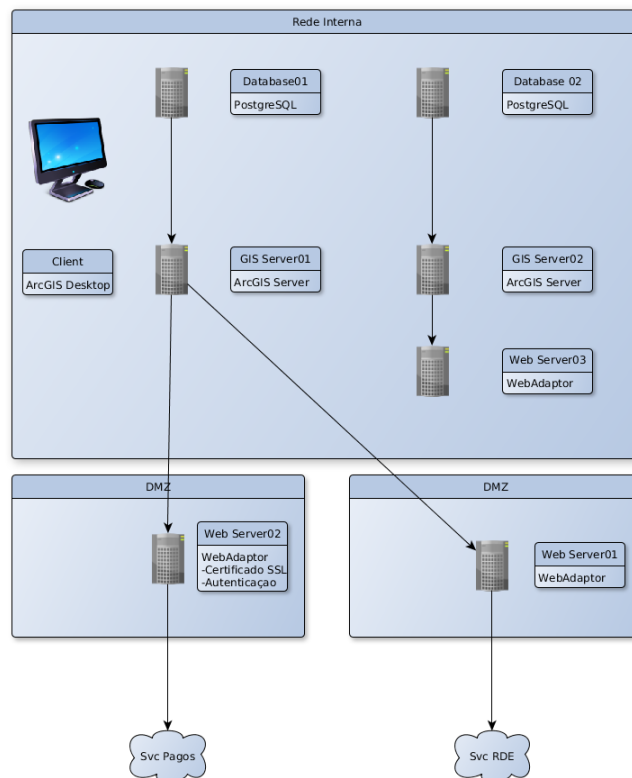 Rede Interna
Database01
PostgreSQL
Database 02
PostgreSQL
Client
ArcGIS Desktop
GIS Server01
ArcGIS Server
GIS Server02
ArcGIS Server
Web Server03
WebAdaptor
DMZ
DMZ
Web Server02
WebAdaptor
-Certificado SSL
-Autenticaçao
Web Server01
WebAdaptor
Svc Pagos
Svc RDE